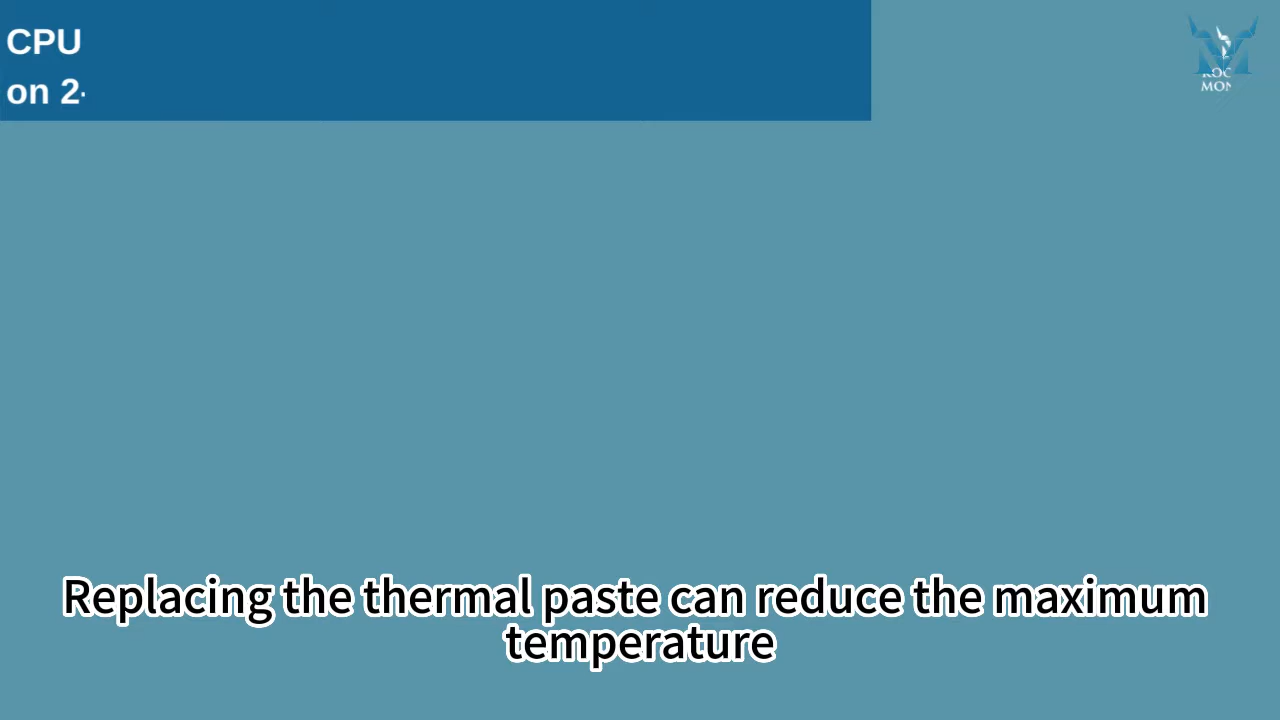 CPU
on 2
Replacing the thermal paste can reduce the maximum
temperature